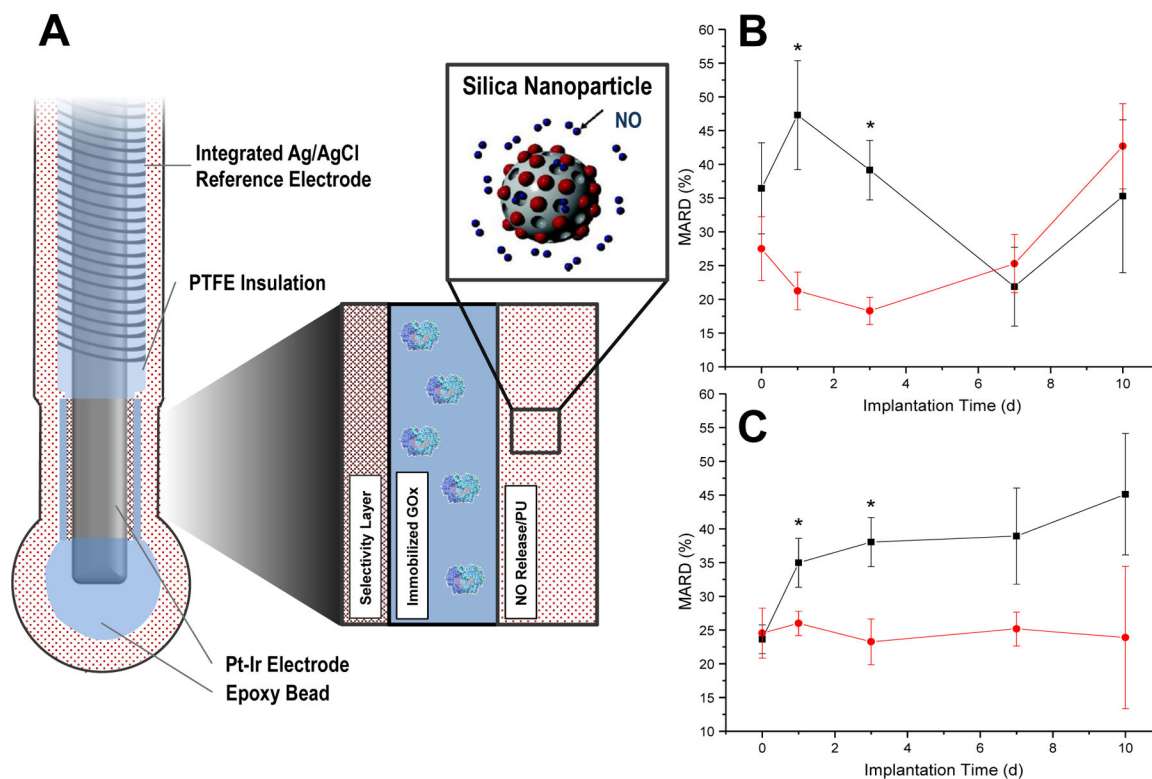 A
Integrated Ag/AgCl
Reference Electrode
PTFE Insulation
Pt-Ir Electrode
Epoxy Bead
Silica Nanoparticle
NO
Selectivity Layer
Immobilized GOx
NO Release/PU
B
*
*
60
55
50
45
40
35
30
25
20
15
10
MARD (%)
0 2 4 6 8 10
Implantation Time (d)
C
*
*
60
55
50
45
40
35
30
25
20
15
10
MARD (%)
0 2 4 6 8 10
Implantation Time (d)